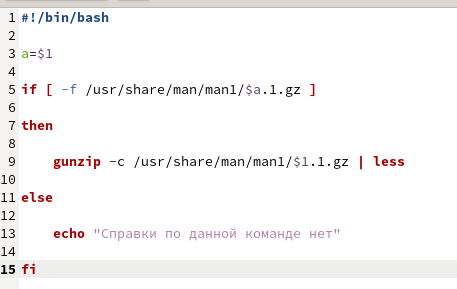 1 #!/bin/bash
2
3 a=$1
4
5 if [ -f /usr/share/man/man1/$a.1.gz ]
6
7 then
8
9 gunzip -c /usr/share/man/man1/$1.1.gz | less
10
11 else
12
13 echo "Справки по данной команде нет"
14
15 fi